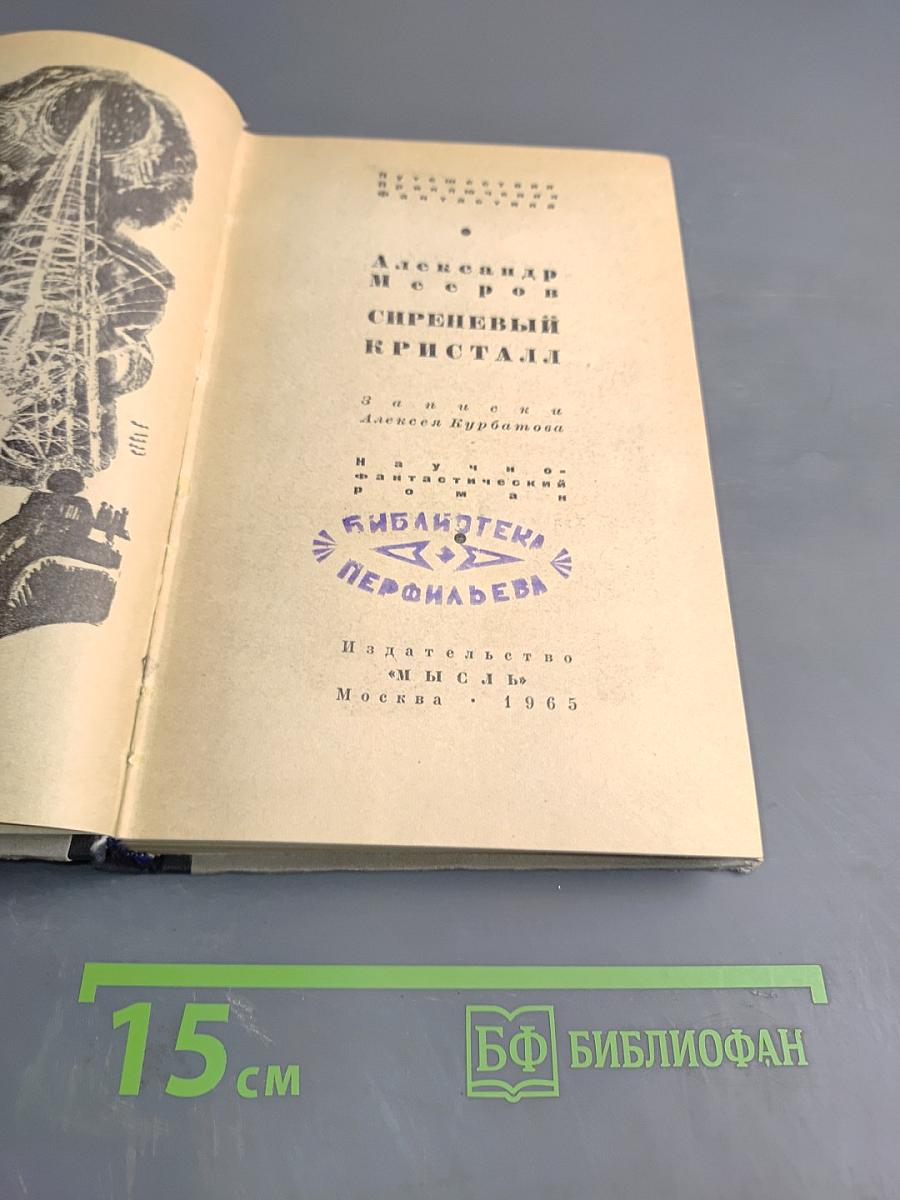 Путешествия
Приключения
Фантастика
Александр
Мееров
СИРЕНЕВЫЙ
КРИСТАЛЛ
Записки
Алексея Курбатова
Научно-
фантастический
роман
БИБЛИОТЕКА
ПЕРФИЛЬЕВА
Издательство
«МЫСЛЬ»
Москва · 1965
15 см
БФ БИБЛИОФАН